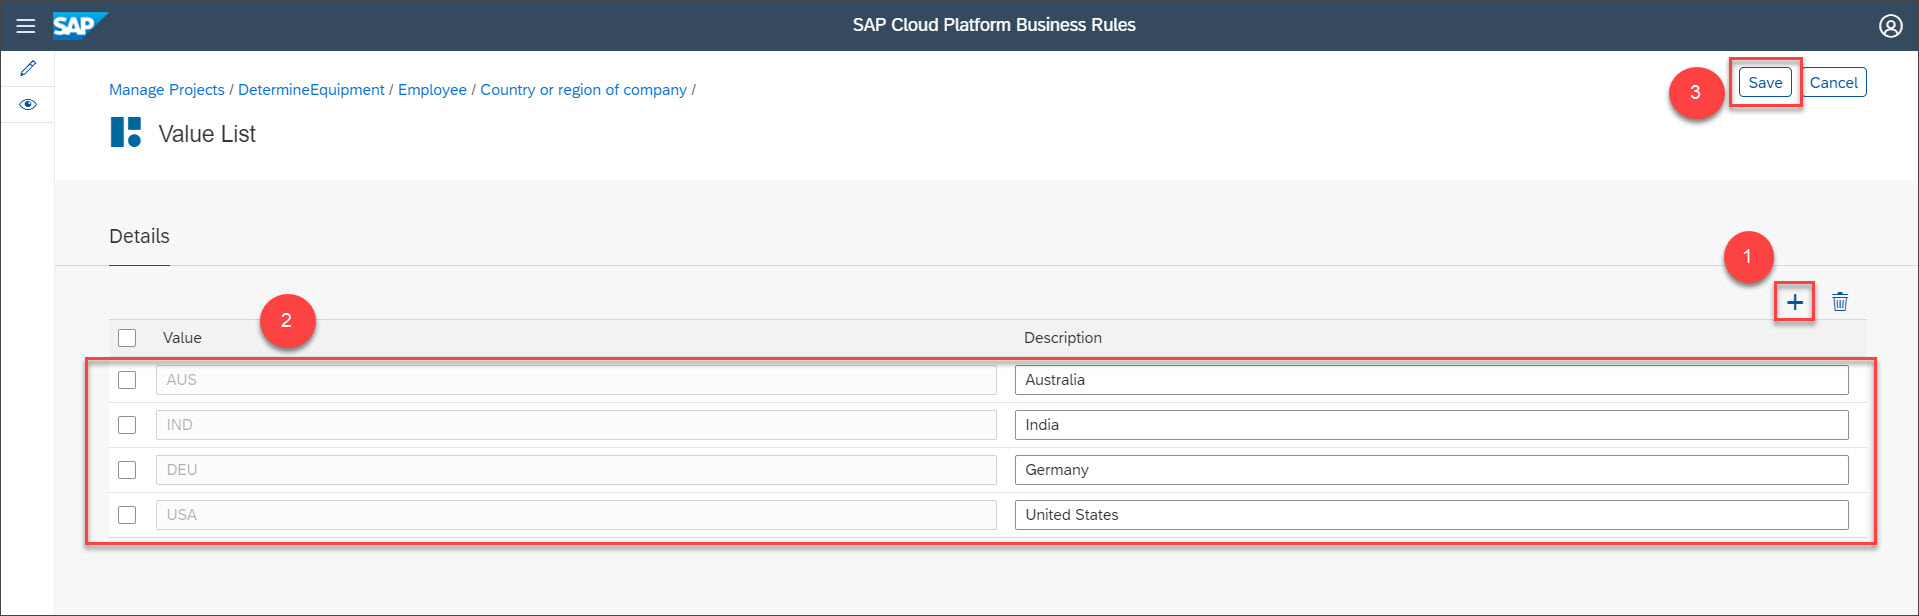 SAP
SAP Cloud Platform Business Rules
Manage Projects / DetermineEquipment / Employee / Country or region of company /
3
Save
Cancel
Value List
Details
1
2
Value
Description
AUS
Australia
IND
India
DEU
Germany
USA
United States